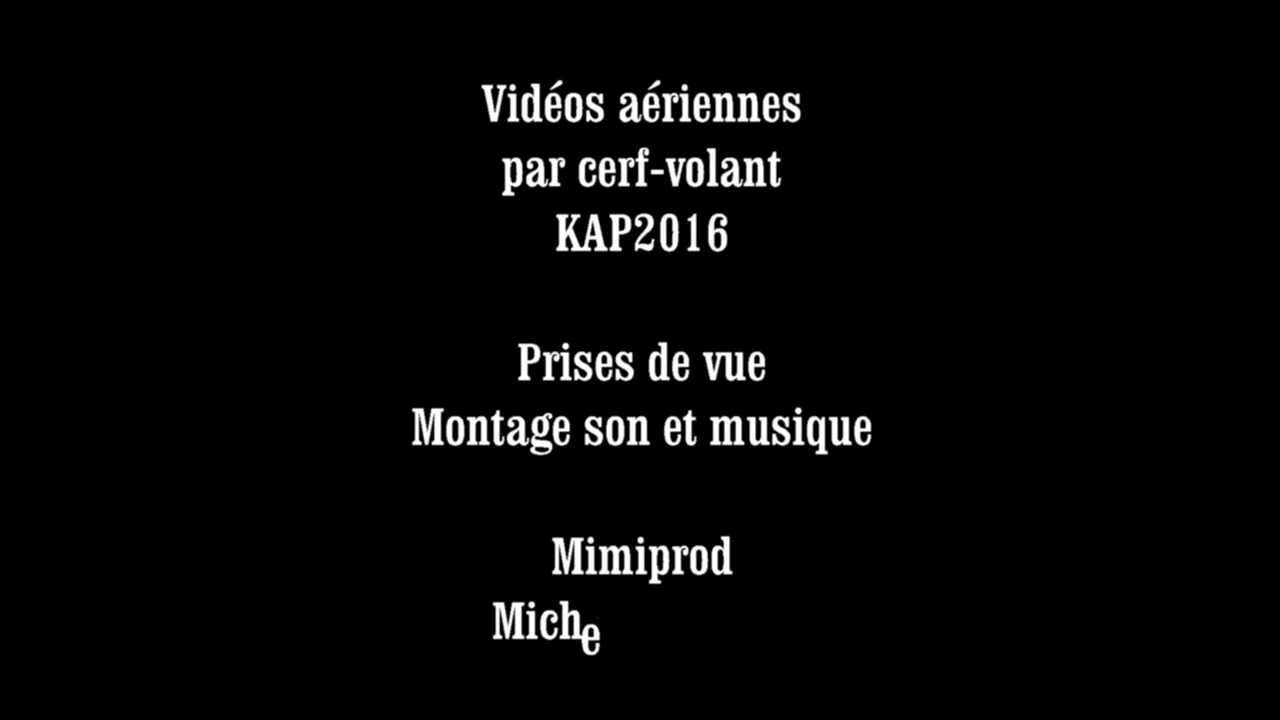 Vidéos aériennes
par cerf-volant
KAP2016
Prises de vue
Montage son et musique
Mimiprod
Miche